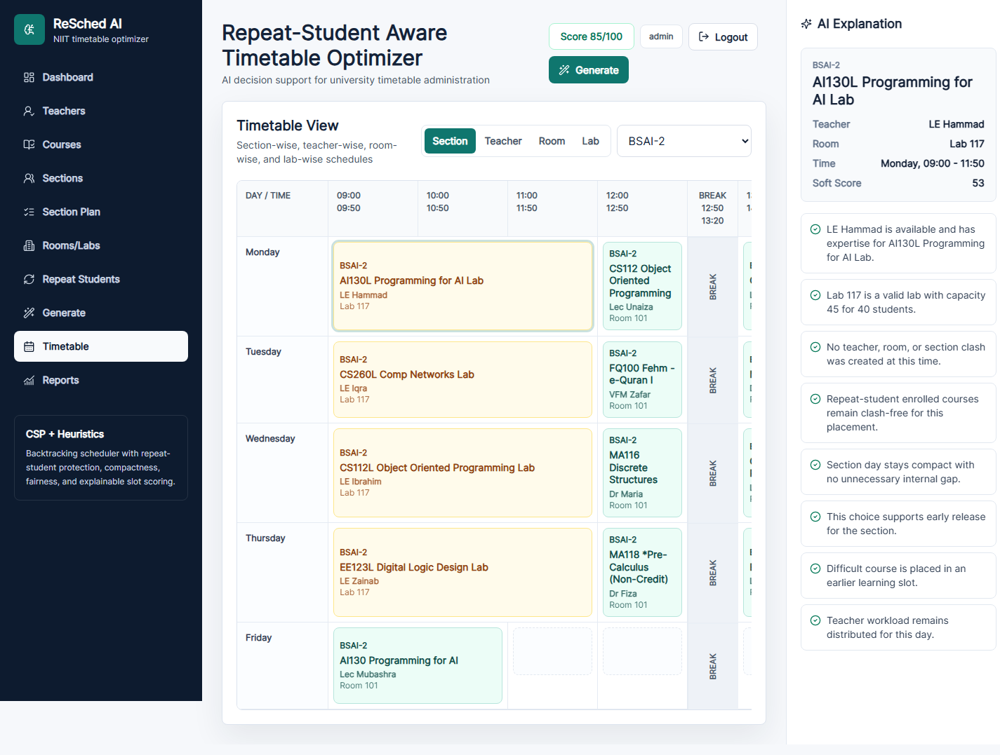 ReSched AI
NIIT timetable optimizer
Dashboard
Teachers
Courses
Sections
Section Plan
Rooms/Labs
Repeat Students
Generate
Timetable
Reports
CSP + Heuristics
Backtracking scheduler with repeat-
student protection, compactness,
fairness, and explainable slot scoring.
Repeat-Student Aware
Timetable Optimizer
AI decision support for university timetable administration
Score 85/100
admin
Logout
Generate
Timetable View
Section-wise, teacher-wise, room-
wise, and lab-wise schedules
Section Teacher Room Lab
BSAI-2
DAY / TIME
09:00
09:50
10:00
10:50
11:00
11:50
12:00
12:50
BREAK
12:50
13:20
Monday
BSAI-2
AI130L Programming for AI Lab
LE Hammad
Lab 117
BSAI-2
CS112 Object
Oriented
Programming
Lec Unaiza
Room 101
BREAK
Tuesday
BSAI-2
CS260L Comp Networks Lab
LE Iqra
Lab 117
BSAI-2
FQ100 Fehm -
e-Quran I
VFM Zafar
Room 101
BREAK
Wednesday
BSAI-2
CS112L Object Oriented Programming Lab
LE Ibrahim
Lab 117
BSAI-2
MA116
Discrete
Structures
Dr Maria
Room 101
BREAK
Thursday
BSAI-2
EE123L Digital Logic Design Lab
LE Zainab
Lab 117
BSAI-2
MA118 *Pre-
Calculus
(Non-Credit)
Dr Fiza
Room 101
BREAK
Friday
BSAI-2
AI130 Programming for AI
Lec Mubashra
Room 101
BREAK
AI Explanation
BSAI-2
AI130L Programming for
AI Lab
Teacher LE Hammad
Room Lab 117
Time Monday, 09:00 - 11:50
Soft Score 53
LE Hammad is available and has
expertise for AI130L Programming
for AI Lab.
Lab 117 is a valid lab with capacity
45 for 40 students.
No teacher, room, or section clash
was created at this time.
Repeat-student enrolled courses
remain clash-free for this
placement.
Section day stays compact with
no unnecessary internal gap.
This choice supports early release
for the section.
Difficult course is placed in an
earlier learning slot.
Teacher workload remains
distributed for this day.